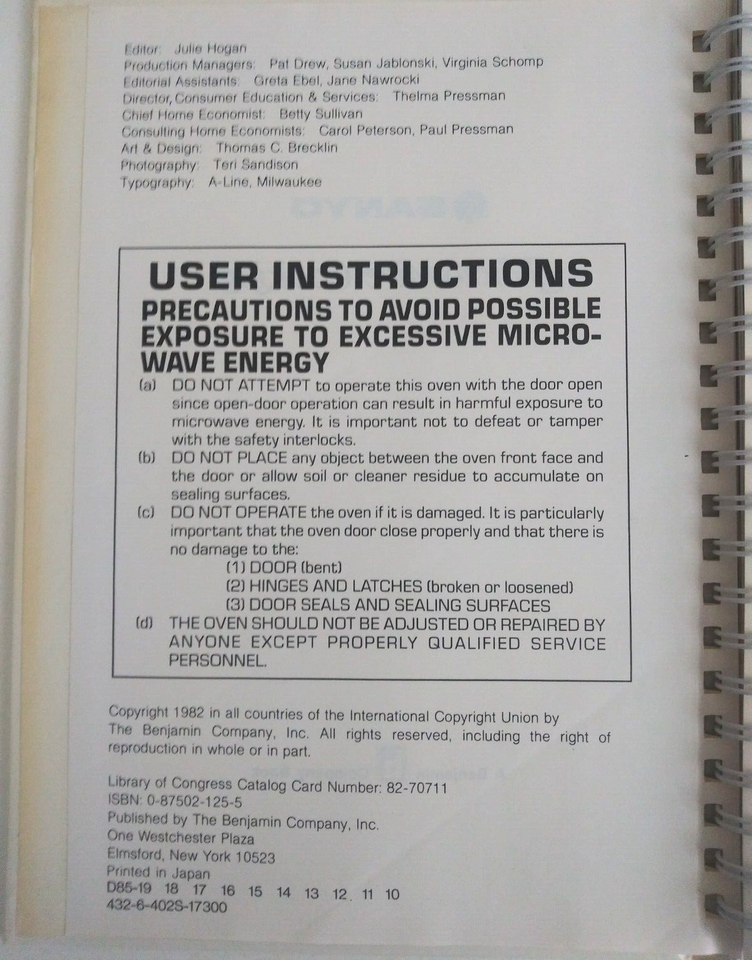 Editor: Julie Hogan
Production Managers: Pat Drew, Susan Jablonski, Virginia Schomp
Editorial Assistants: Greta Ebel, Jane Nawrocki
Director, Consumer Education & Services: Thelma Pressman
Chief Home Economist: Betty Sullivan
Consulting Home Economists: Carol Peterson, Paul Pressman
Art & Design: Thomas C. Brecklin
Photography: Teri Sandison
Typography: A-Line, Milwaukee
USER INSTRUCTIONS
PRECAUTIONS TO AVOID POSSIBLE
EXPOSURE TO EXCESSIVE MICRO-
WAVE ENERGY
(a) DO NOT ATTEMPT to operate this oven with the door open
since open-door operation can result in harmful exposure to
microwave energy. It is important not to defeat or tamper
with the safety interlocks.
(b) DO NOT PLACE any object between the oven front face and
the door or allow soil or cleaner residue to accumulate on
sealing surfaces.
(c) DO NOT OPERATE the oven if it is damaged. It is particularly
important that the oven door close properly and that there is
no damage to the:
(1) DOOR (bent)
(2) HINGES AND LATCHES (broken or loosened)
(3) DOOR SEALS AND SEALING SURFACES
(d) THE OVEN SHOULD NOT BE ADJUSTED OR REPAIRED BY
ANYONE EXCEPT PROPERLY QUALIFIED SERVICE
PERSONNEL.
Copyright 1982 in all countries of the International Copyright Union by
The Benjamin Company, Inc. All rights reserved, including the right of
reproduction in whole or in part.
Library of Congress Catalog Card Number: 82-70711
ISBN: 0-87502-125-5
Published by The Benjamin Company, Inc.
One Westchester Plaza
Elmsford, New York 10523
Printed in Japan
D85-19 18 17 16 15 14 13 12 11 10
432-6-402S-17300